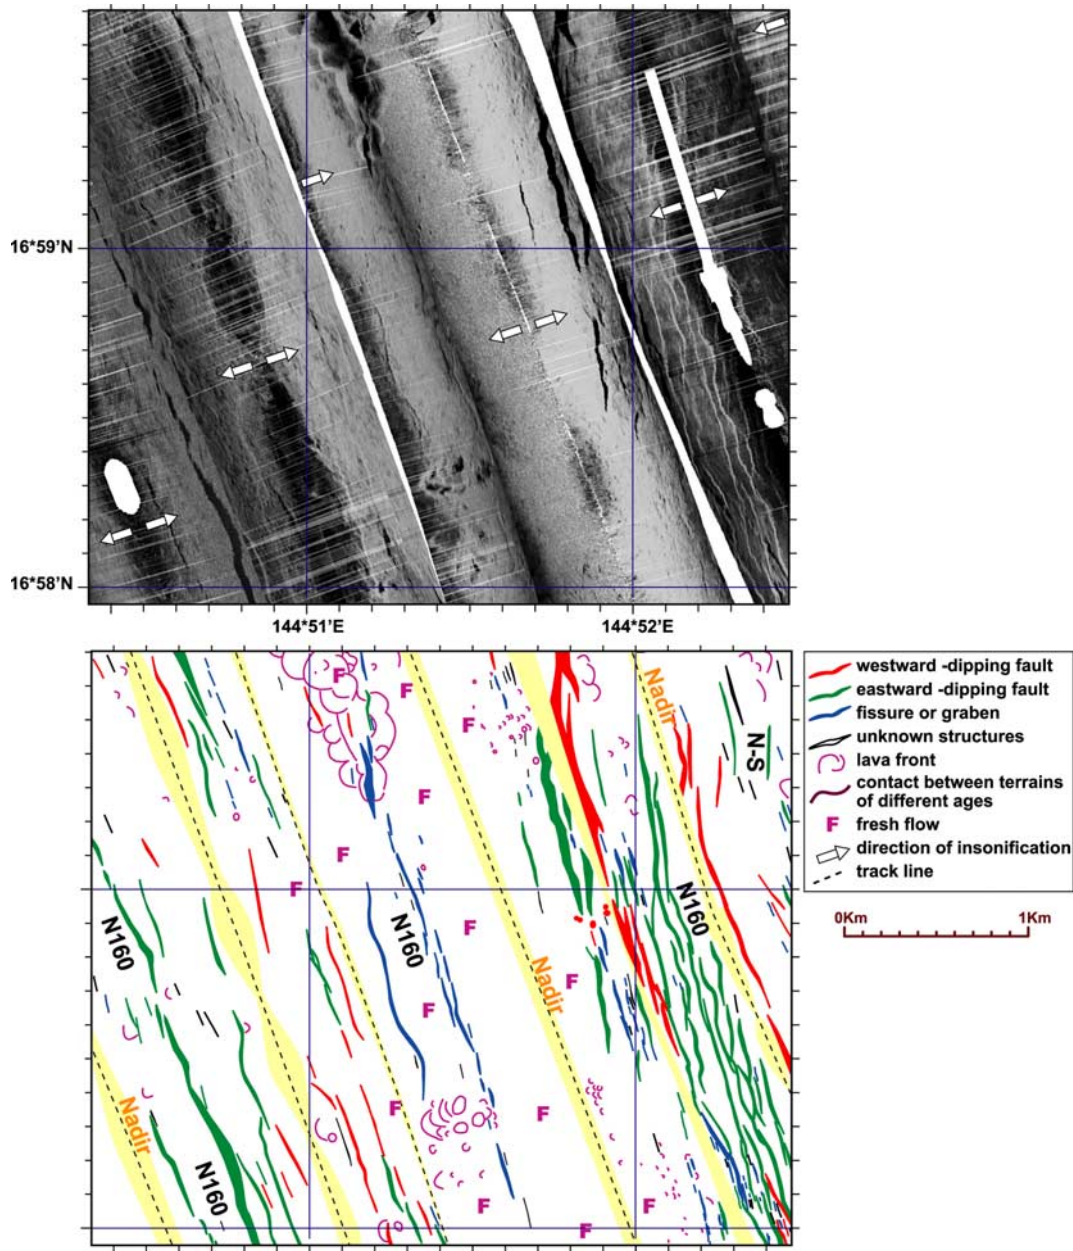 16°59'N
16°58'N
144°51'E
144°52'E
Nadir
N-S
N160
N160
N160
Nadir
Nadir
N160
F
F
F
F
F
F
F
F
F
F
F
F
F
F
westward -dipping fault
eastward -dipping fault
fissure or graben
unknown structures
lava front
contact between terrains
of different ages
F fresh flow
direction of insonification
track line
0Km 1Km